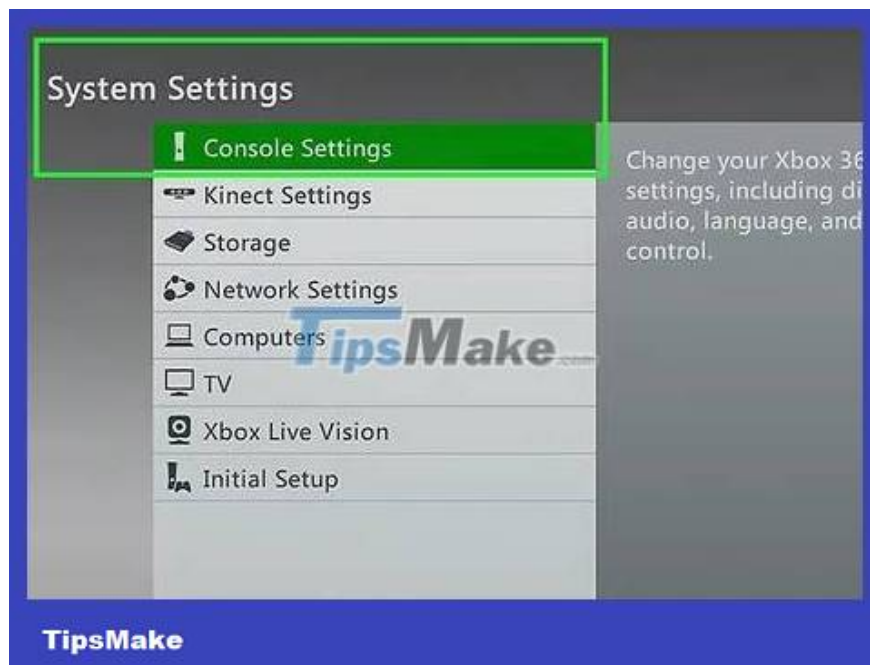 System Settings
Console Settings
Kinect Settings
Storage
Network Settings
Computers
TV
Xbox Live Vision
Initial Setup
Change your Xbox 36
settings, including di
audio, language, and
control.
TipsMake.com
TipsMake